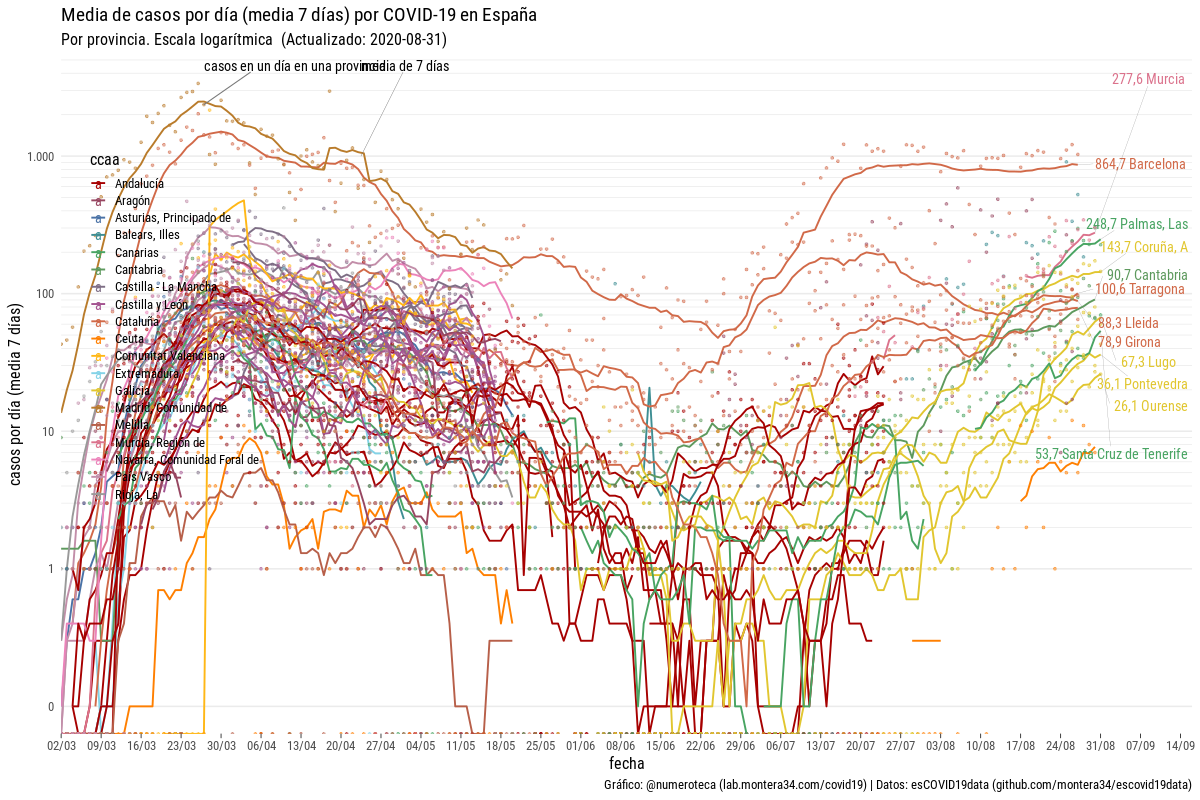 Media de casos por día (media 7 días) por COVID-19 en España
Por provincia. Escala logarítmica (Actualizado: 2020-08-31)
casos en un día en una provincia
media de 7 días
277,6 Murcia
864,7 Barcelona
248,7 Palmas, Las
143,7 Coruña, A
90,7 Cantabria
100,6 Tarragona
88,3 Lleida
78,9 Girona
67,3 Lugo
36,1 Pontevedra
26,1 Ourense
53,7 Santa Cruz de Tenerife
ccaa
Andalucía
Aragón
Asturias, Principado de
Balears, Illes
Canarias
Cantabria
Castilla - La Mancha
Castilla y León
Cataluña
Ceuta
Comunitat Valenciana
Extremadura
Galicia
Madrid, Comunidad de
Melilla
Murcia, Región de
Navarra, Comunidad Foral de
País Vasco
Rioja, La
casos por día (media 7 días)
1.000
100
10
1
0
02/03 09/03 16/03 23/03 30/03 06/04 13/04 20/04 27/04 04/05 11/05 18/05 25/05 01/06 08/06 15/06 22/06 29/06 06/07 13/07 20/07 27/07 03/08 10/08 17/08 24/08 31/08 07/09 14/09
fecha
Gráfico: @numeroteca (lab.montera34.com/covid19) | Datos: esCOVID19data (github.com/montera34/escovid19data)